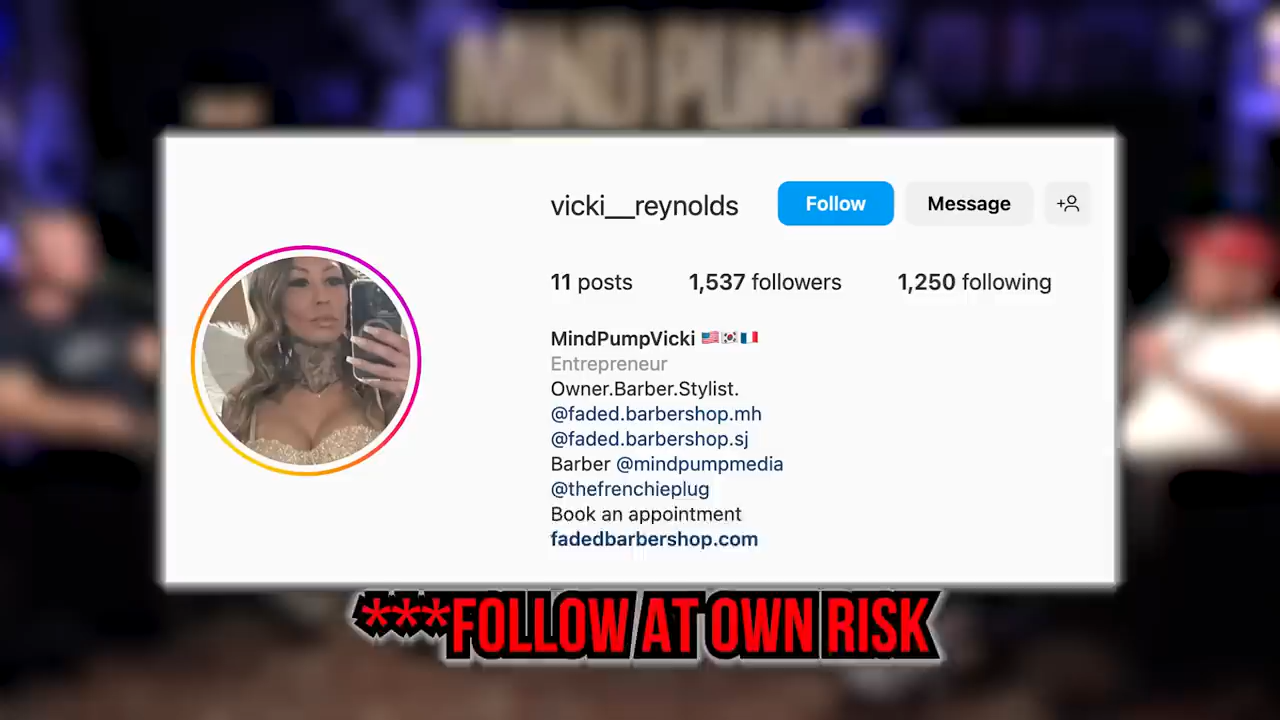 MIND PUMP
vicki__reynolds Follow Message
11 posts 1,537 followers 1,250 following
MindPumpVicki 🇺🇸🇰🇷🇫🇷
Entrepreneur
Owner.Barber.Stylist.
@faded.barbershop.mh
@faded.barbershop.sj
Barber @mindpumpmedia
@thefrenchieplug
Book an appointment
fadedbarbershop.com
***FOLLOW AT OWN RISK